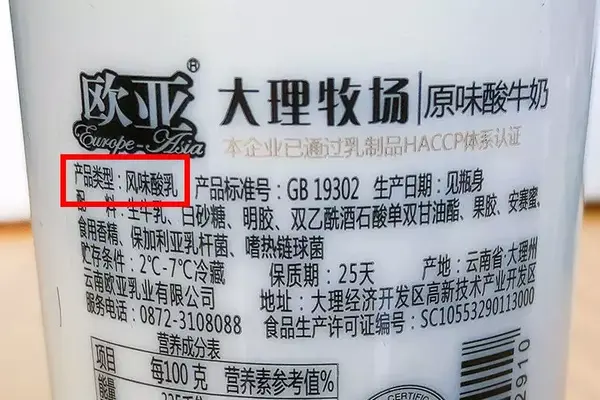 欧亚®
Europe-Asia
大理牧场 原味酸牛奶
本企业已通过乳制品HACCP体系认证
产品类型：风味酸乳 产品标准号：GB 19302 生产日期：见瓶身
配 料：生牛乳、白砂糖、明胶、双乙酰酒石酸单双甘油酯、果胶、安赛蜜、
食用香精、保加利亚乳杆菌、嗜热链球菌
贮存条件：2℃-7℃冷藏 保质期：25天 产地：云南省·大理州
云南欧亚乳业有限公司 地址：大理经济开发区高新技术产业开发区
服务电话：0872-3108088 食品生产许可证编号：SC10553290113000
营养成分表
项目 每100克 营养素参考值%
能量
CERTIFIC
2910